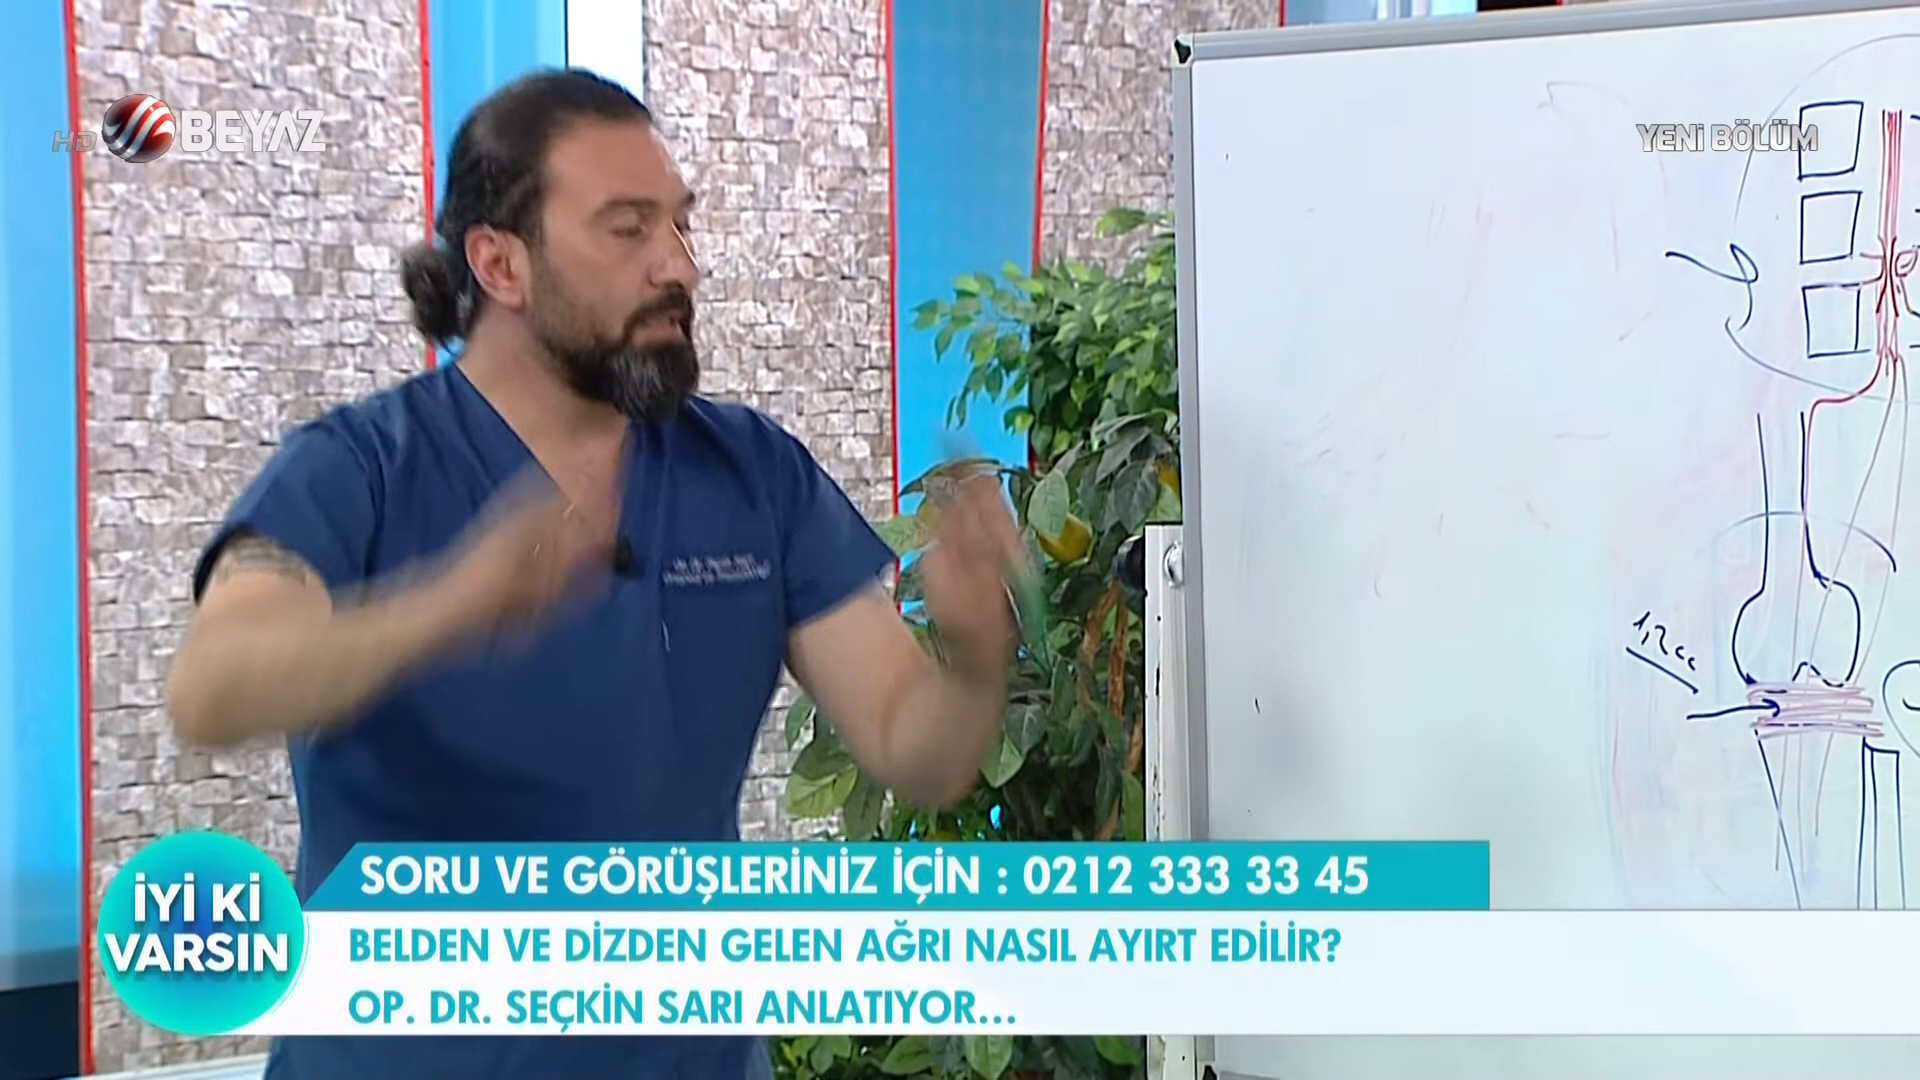 HD BEYAZ
YENİ BÖLÜM
1,2cc
SORU VE GÖRÜŞLERİNİZ İÇİN : 0212 333 33 45
İYİ Kİ
VARSIN
BELDEN VE DİZDEN GELEN AĞRI NASIL AYIRT EDİLİR?
OP. DR. SEÇKİN SARI ANLATIYOR...